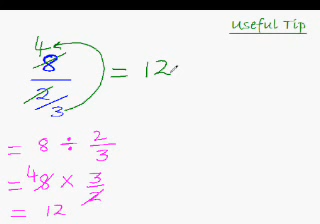 Useful Tip
4
8
2/3
= 12
= 8 ÷ 2/3
= 4 8 × 3/2
= 12